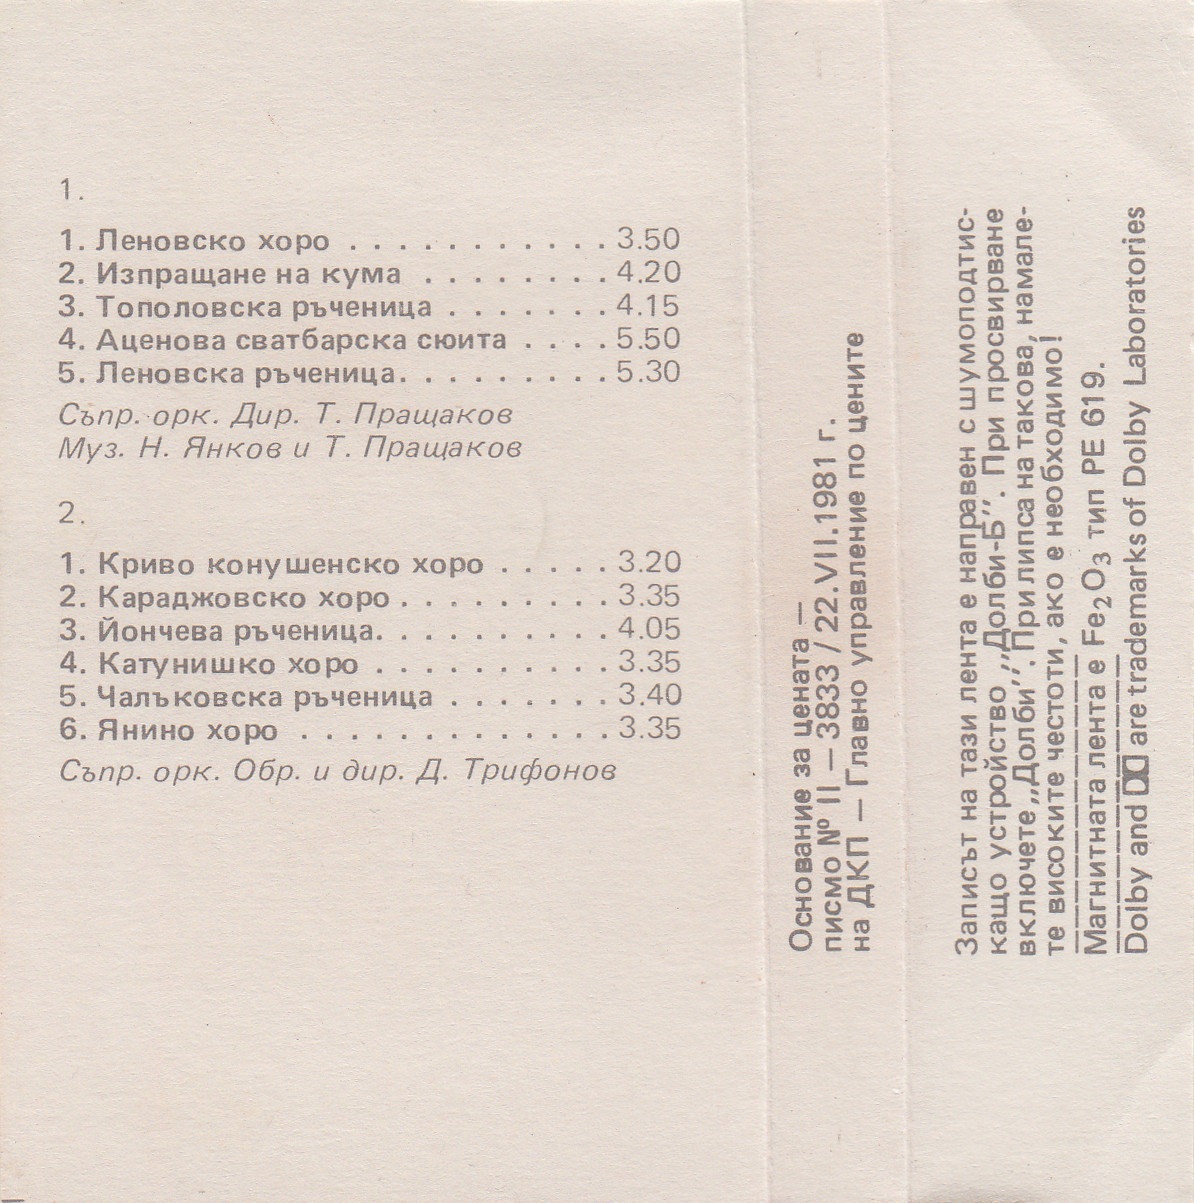 1.
1. Леновско хоро . . . . . . . . . . . 3.50
2. Изпращане на кума . . . . . . . . 4.20
3. Тополовска ръченица . . . . . . . 4.15
4. Аценова сватбарска сюита . . . . 5.50
5. Леновска ръченица. . . . . . . . . 5.30
Съпр. орк. Дир. Т. Пращаков
Муз. Н. Янков и Т. Пращаков
2.
1. Криво конушенско хоро . . . . . 3.20
2. Караджовско хоро . . . . . . . . . 3.35
3. Йончева ръченица. . . . . . . . . . 4.05
4. Катунишко хоро . . . . . . . . . . . 3.35
5. Чалъковска ръченица . . . . . . . 3.40
6. Янино хоро . . . . . . . . . . . . . 3.35
Съпр. орк. Обр. и дир. Д. Трифонов
Основание за цената —
писмо № II — 3833 / 22.VII.1981 г.
на ДКП — Главно управление по цените
Записът на тази лента е направен с шумоподтис-
кащо устройство „Долби-Б”. При просвирване
включете „Долби”. При липса на такова, намале-
те високите честоти, ако е необходимо!
Магнитната лента е Fe2O3 тип PE 619.
Dolby and are trademarks of Dolby Laboratories